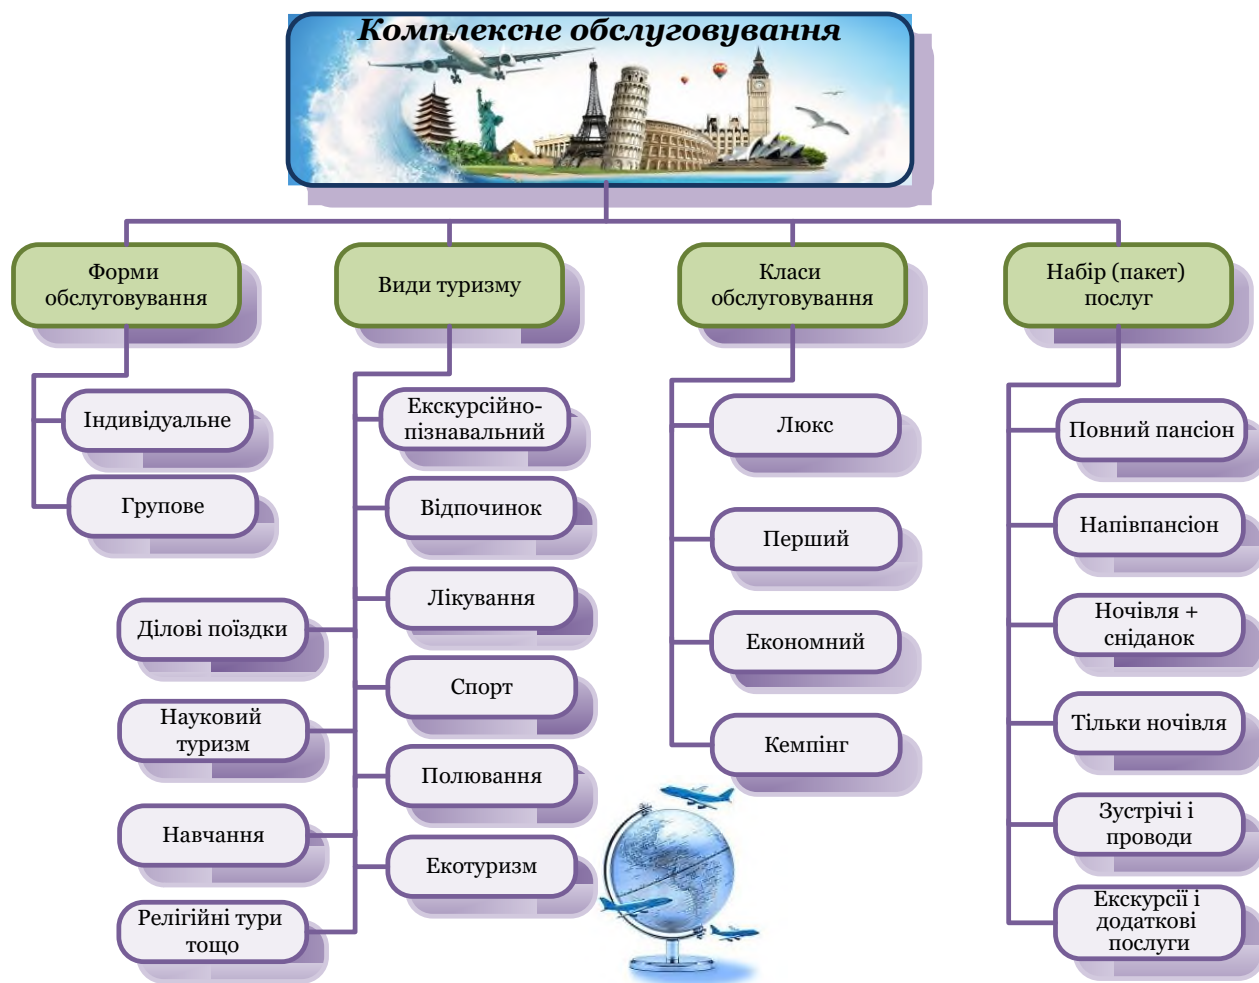 Комплексне обслуговування
Форми
обслуговування
Індивідуальне
Групове
Види туризму
Екскурсійно-
пізнавальний
Відпочинок
Лікування
Спорт
Полювання
Екотуризм
Ділові поїздки
Науковий
туризм
Навчання
Релігійні тури
тощо
Класи
обслуговування
Люкс
Перший
Економний
Кемпінг
Набір (пакет)
послуг
Повний пансіон
Напівпансіон
Ночівля +
сніданок
Тільки ночівля
Зустрічі і
проводи
Екскурсії і
додаткові
послуги